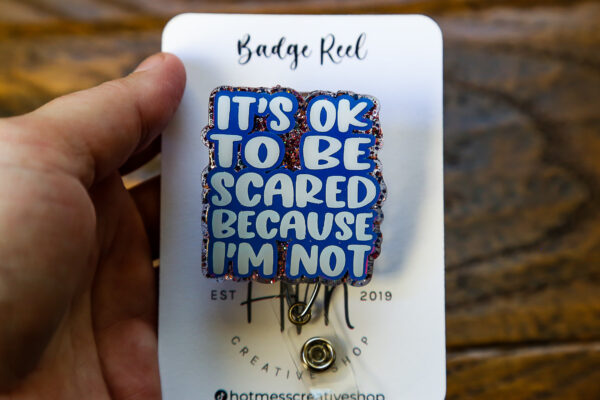 Badge Reel
IT'S OK
TO BE
SCARED
BECAUSE
I'M NOT
EST 2019
CREATIVE SHOP
hotmesscreativeshop